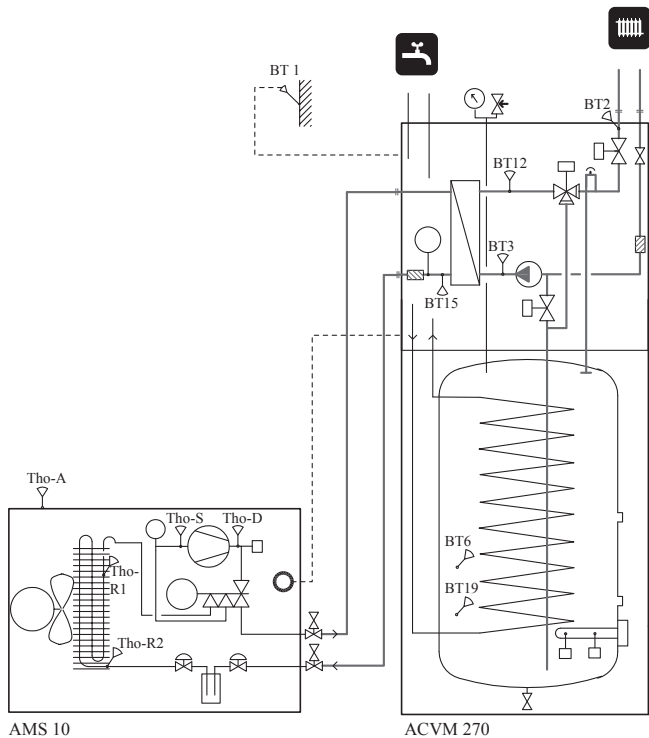 BT 1
BT2
BT12
BT3
BT15
Tho-A
Tho-S
Tho-D
Tho-
R1
BT6
BT19
Tho-R2
AMS 10
ACVM 270